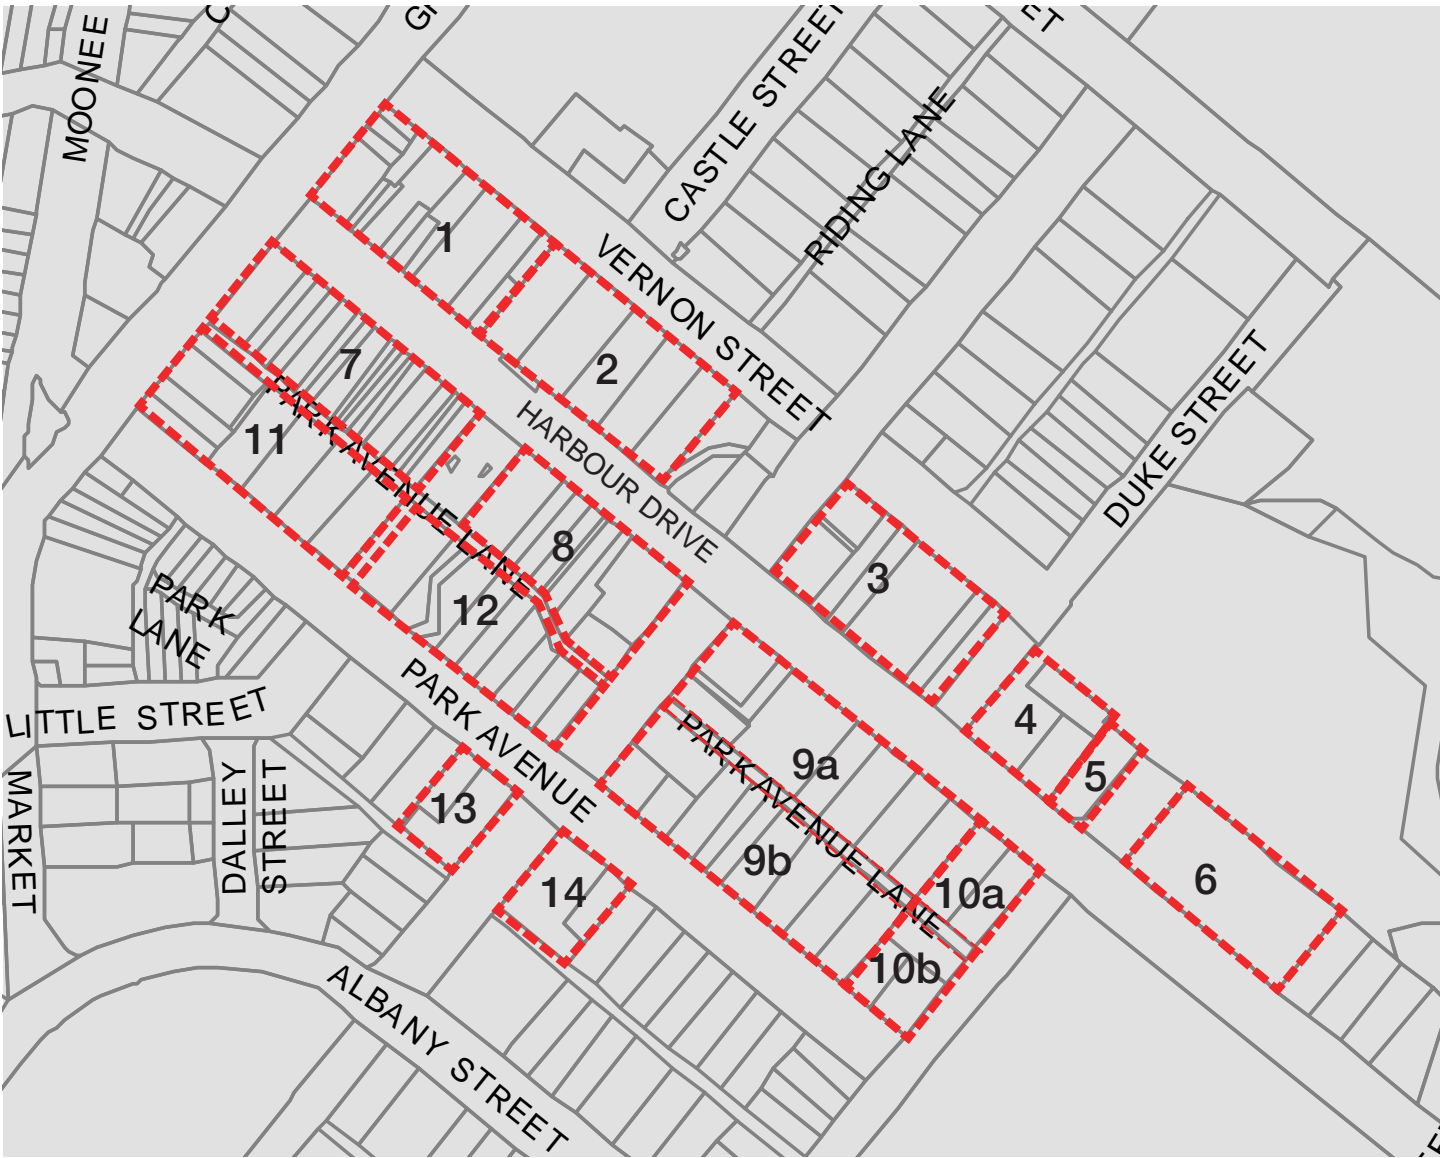 MOONEE
CASTLE STREET
RIDING LANE
VERNON STREET
1
2
7
PARK AVENUE LANE
11
HARBOUR DRIVE
DUKE STREET
8
12
3
PARK
LANE
LITTLE STREET
PARK AVENUE
4
5
6
PARK AVENUE LANE
9a
9b
10a
10b
13
14
MARKET
DALLEY
STREET
ALBANY STREET